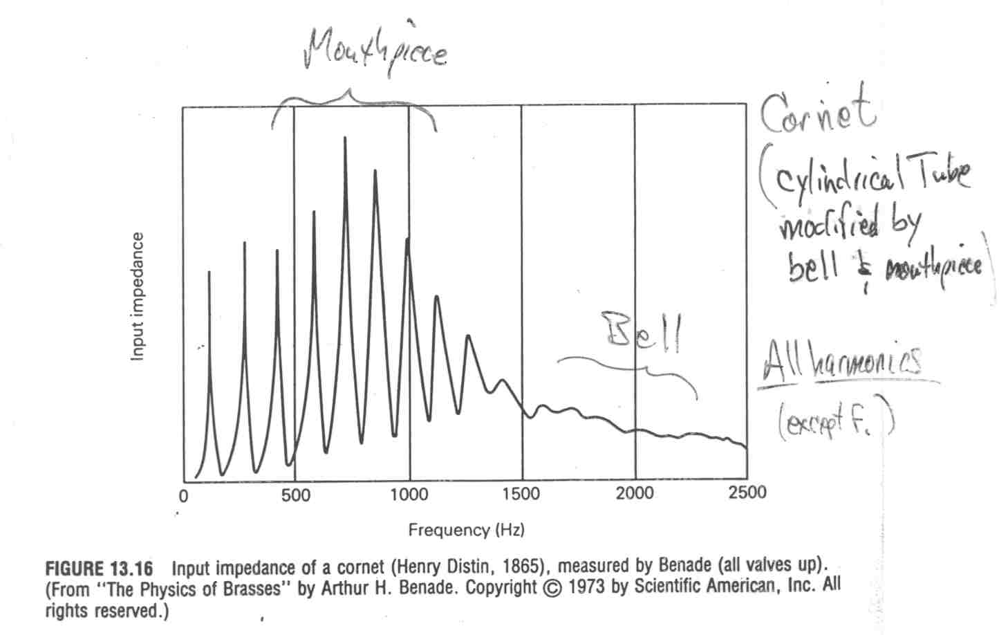 Mouthpiece
Cornet
(cylindrical Tube
modified by
bell & mouthpiece)
Bell
All harmonics
(except F.)
Input impedance
0 500 1000 1500 2000 2500
Frequency (Hz)
FIGURE 13.16 Input impedance of a cornet (Henry Distin, 1865), measured by Benade (all valves up).
(From “The Physics of Brasses” by Arthur H. Benade. Copyright © 1973 by Scientific American, Inc. All
rights reserved.)